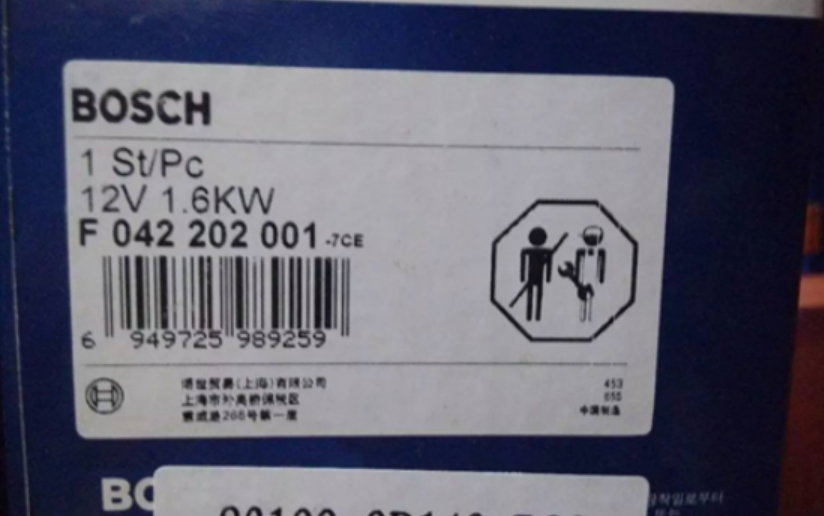 BOSCH
1 St/Pc
12V 1.6KW
F 042 202 001-7CE
6 949725 989259
博世贸易(上海)有限公司
上海市外高桥保税区
453
655
中国制造
BO